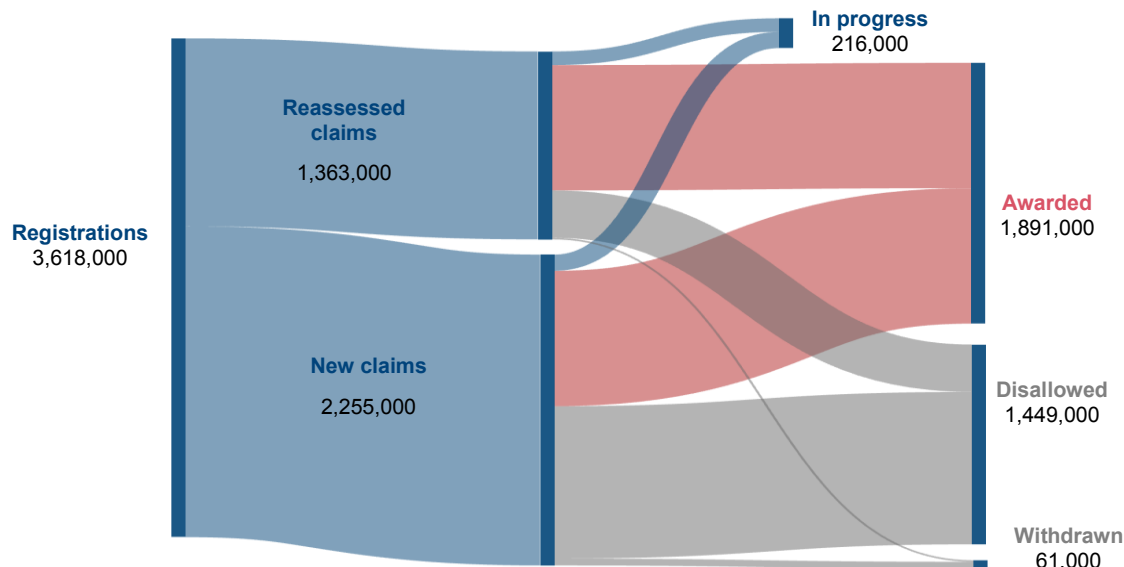 In progress
216,000
Reassessed
claims
1,363,000
Registrations
3,618,000
Awarded
1,891,000
New claims
2,255,000
Disallowed
1,449,000
Withdrawn
61,000